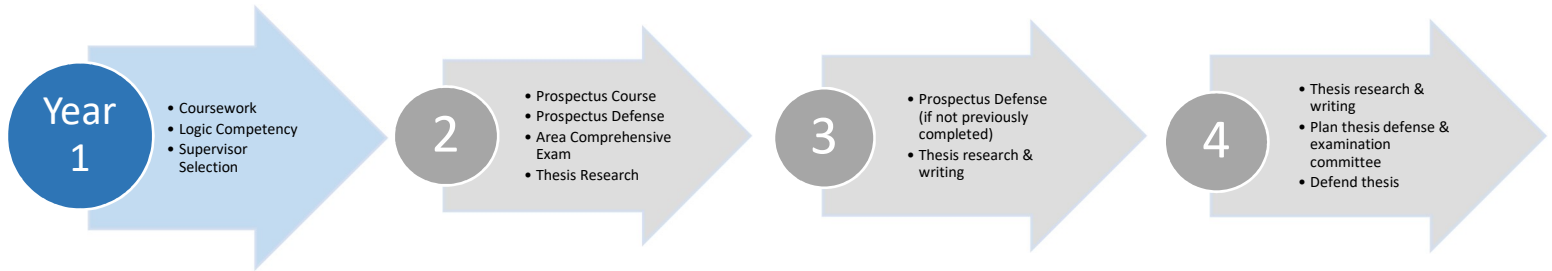 Year
1
• Coursework
• Logic Competency
• Supervisor
Selection
2
• Prospectus Course
• Prospectus Defense
• Area Comprehensive
Exam
• Thesis Research
3
• Prospectus Defense
(if not previously
completed)
• Thesis research &
writing
4
• Thesis research &
writing
• Plan thesis defense &
examination
committee
• Defend thesis